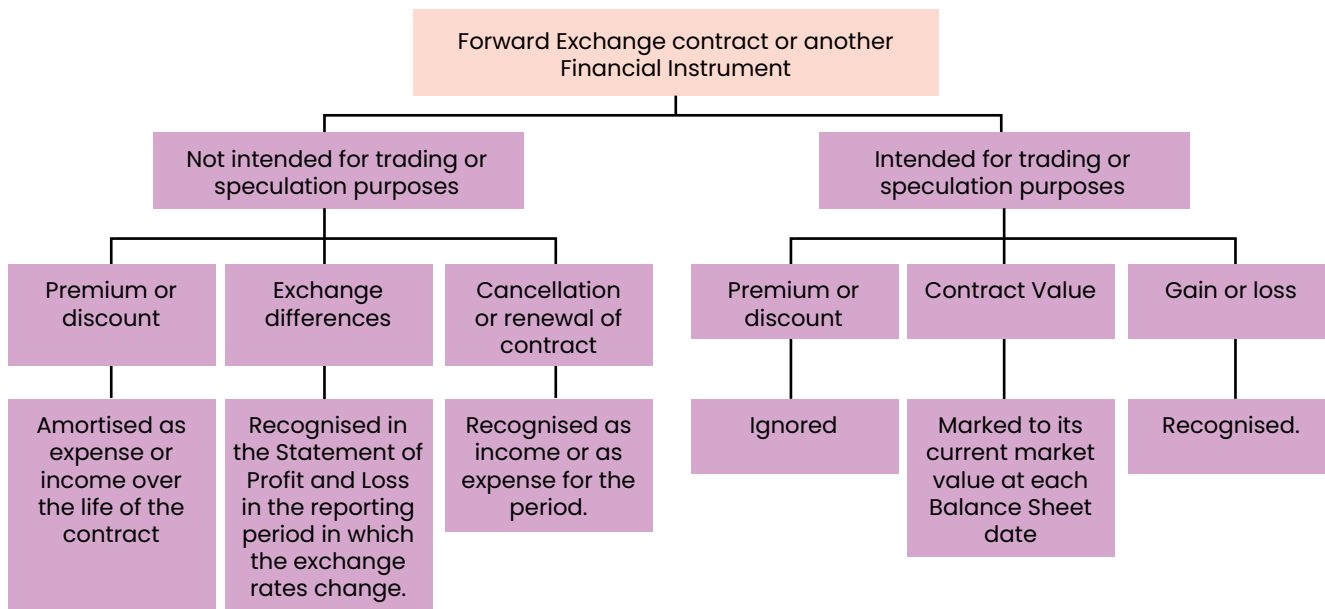 Forward Exchange contract or another
Financial Instrument
Not intended for trading or
speculation purposes
Intended for trading or
speculation purposes
Premium or
discount
Exchange
differences
Cancellation
or renewal of
contract
Premium or
discount
Contract Value
Gain or loss
Amortised as
expense or
income over
the life of the
contract
Recognised in
the Statement of
Profit and Loss
in the reporting
period in which
the exchange
rates change.
Recognised as
income or as
expense for the
period.
Ignored
Marked to its
current market
value at each
Balance Sheet
date
Recognised.